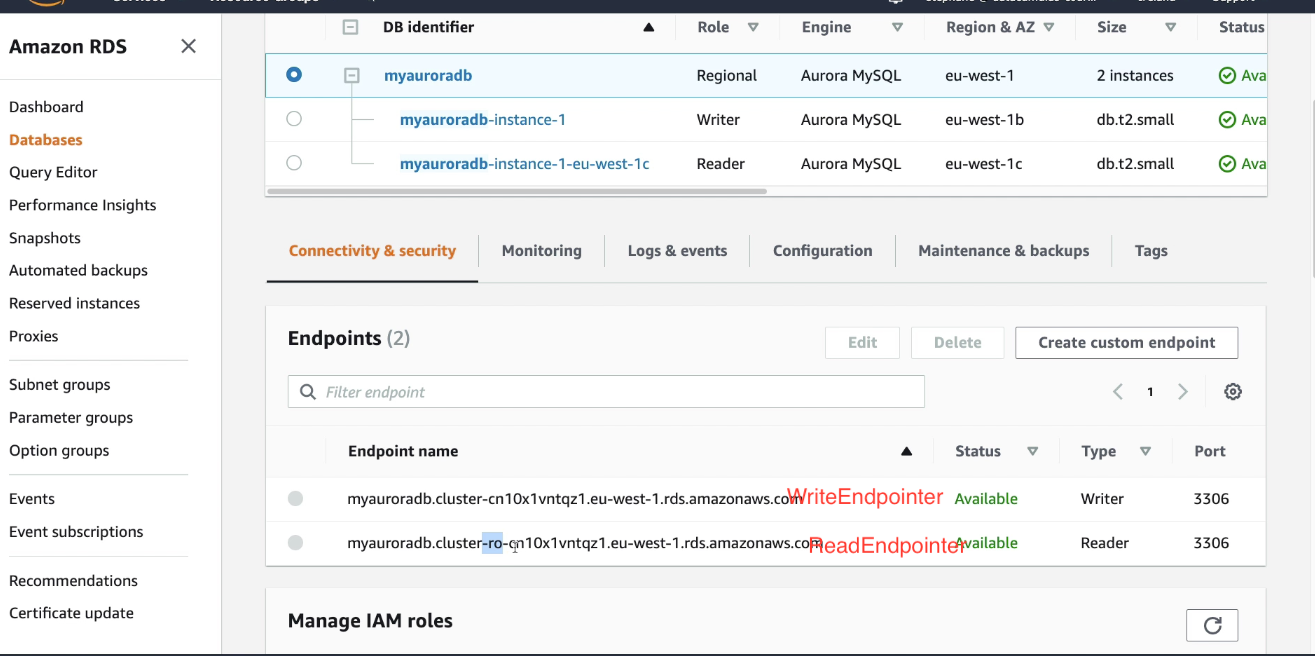 Amazon RDS
Dashboard
Databases
Query Editor
Performance Insights
Snapshots
Automated backups
Reserved instances
Proxies
Subnet groups
Parameter groups
Option groups
Events
Event subscriptions
Recommendations
Certificate update
DB identifier Role Engine Region & AZ Size Status
myauroradb Regional Aurora MySQL eu-west-1 2 instances Ava
myauroradb-instance-1 Writer Aurora MySQL eu-west-1b db.t2.small Ava
myauroradb-instance-1-eu-west-1c Reader Aurora MySQL eu-west-1c db.t2.small Ava
Connectivity & security Monitoring Logs & events Configuration Maintenance & backups Tags
Endpoints (2) Edit Delete Create custom endpoint
Filter endpoint 1
Endpoint name Status Type Port
myauroradb.cluster-cn10x1vntqz1.eu-west-1.rds.amazonaws.com WriteEndpointer Available Writer 3306
myauroradb.cluster-ro-cn10x1vntqz1.eu-west-1.rds.amazonaws.com ReadEndpointer Available Reader 3306
Manage IAM roles